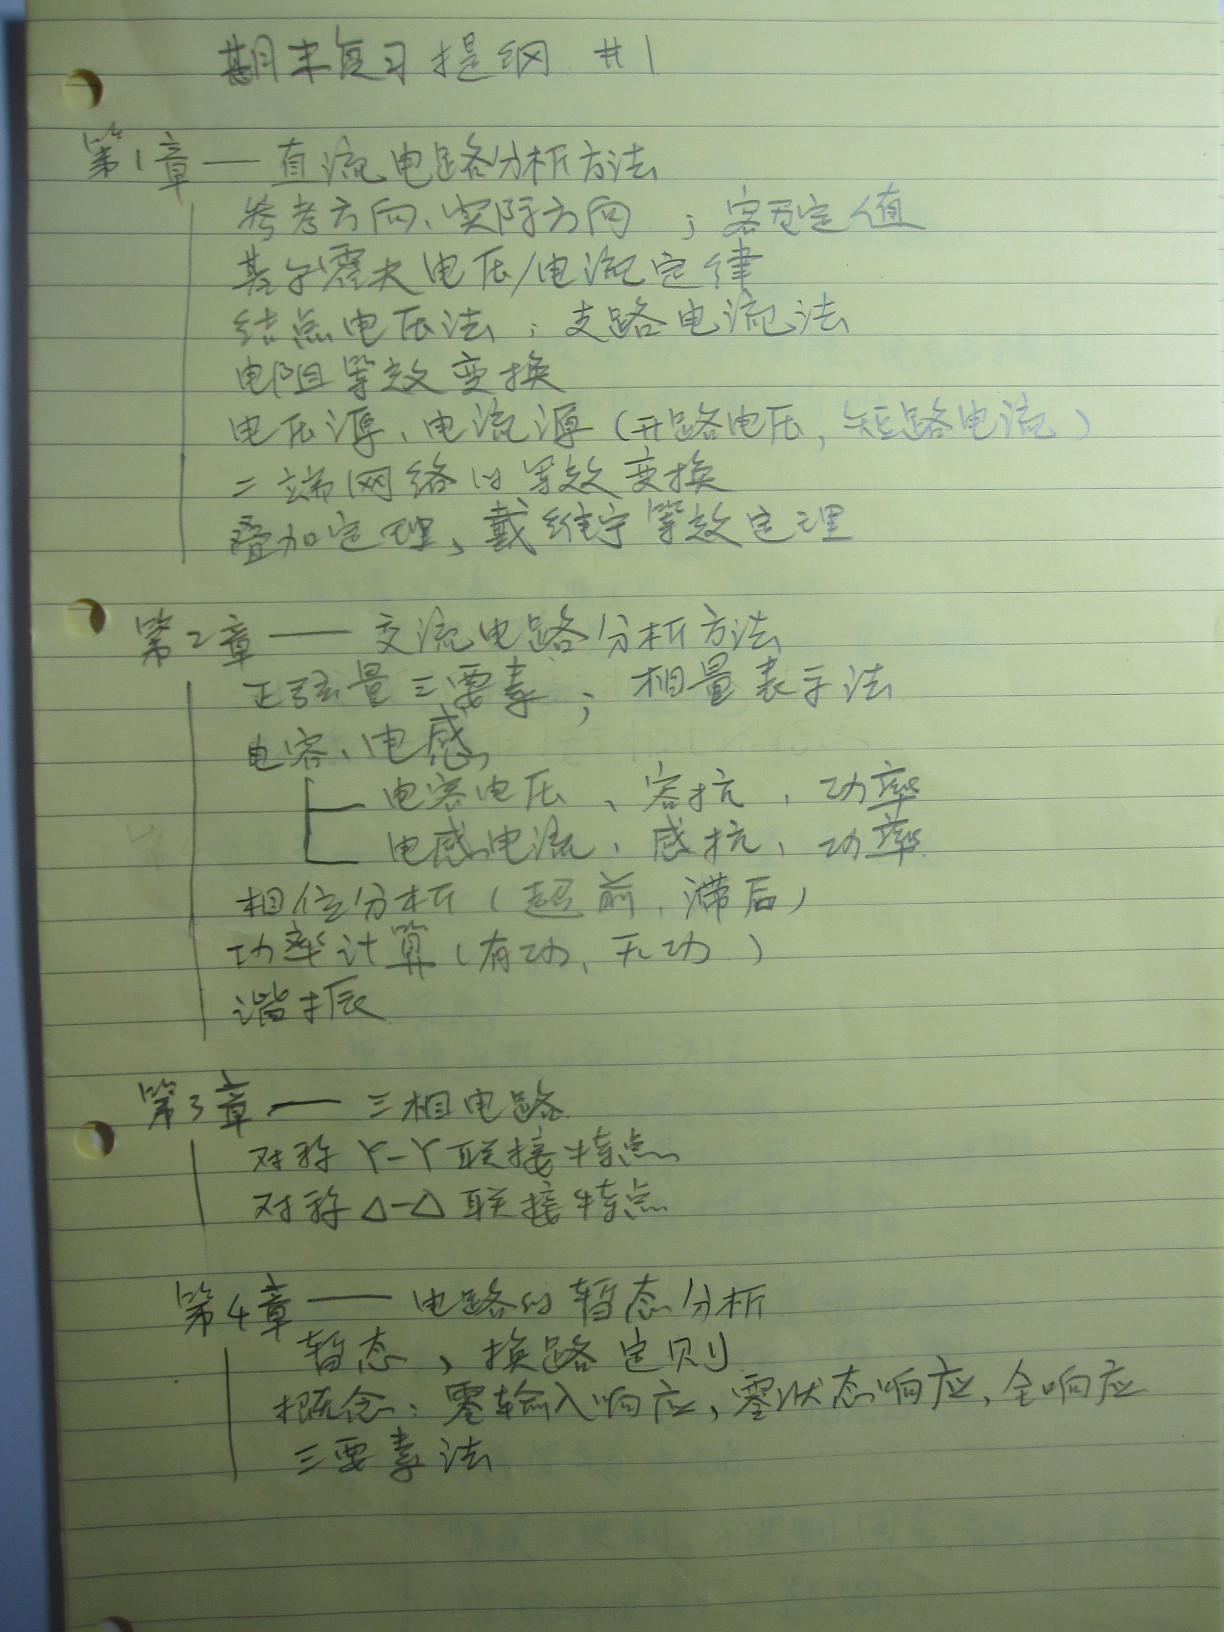 期末复习提纲 #1
第1章 — 直流电路分析方法
参考方向、实际方向 ; 客观定值
基尔霍夫电压/电流定律
结点电压法 ; 支路电流法
电阻等效变换
电压源、电流源 (开路电压, 短路电流)
二端网络的等效变换
叠加定理、戴维宁等效定理
第2章 — 交流电路分析方法
正弦量三要素 ; 相量表示法
电容、电感
电容电压、容抗、功率
电感电流、感抗、功率
相位分析 (超前、滞后)
功率计算 (有功、无功)
谐振
第3章 — 三相电路
对称 Y-Y 联接特点
对称 △-△ 联接特点
第4章 — 电路的暂态分析
暂态、换路定则
概念: 零输入响应, 零状态响应, 全响应
三要素法